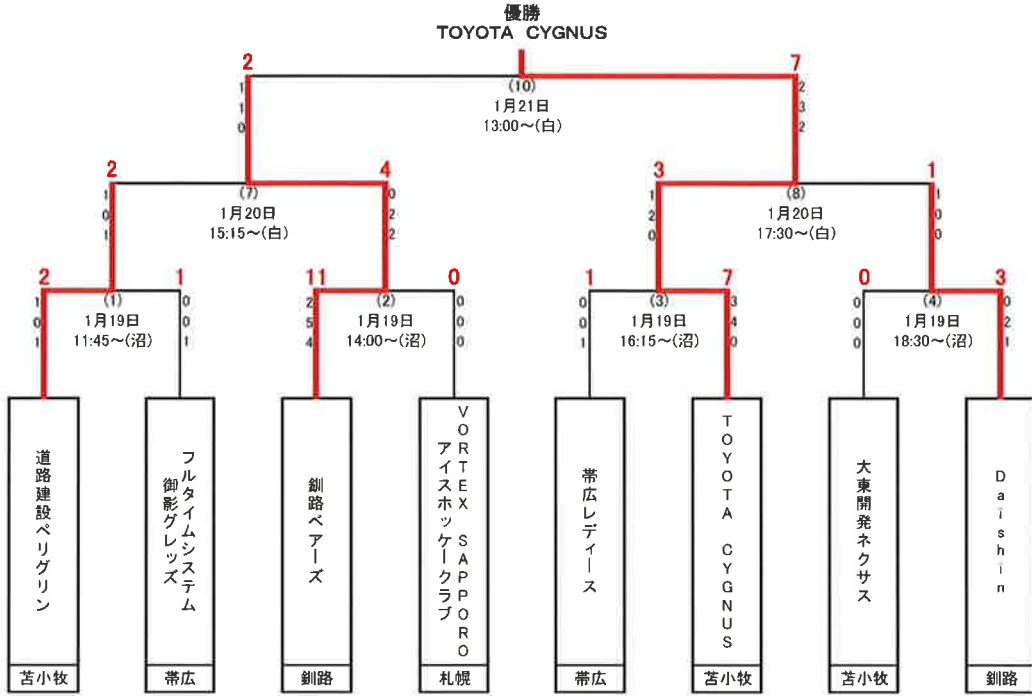 優勝
TOYOTA CYGNUS
2
7
1
1
0
(10)
1月21日
13:00~(白)
2
3
2
2
4
3
1
1
0
1
(7)
1月20日
15:15~(白)
0
2
2
1
2
0
(8)
1月20日
17:30~(白)
1
0
0
2
1
11
0
1
7
0
3
1
0
1
(1)
1月19日
11:45~(沼)
0
0
1
2
5
4
(2)
1月19日
14:00~(沼)
0
0
0
0
0
1
(3)
1月19日
16:15~(沼)
3
4
0
0
0
0
(4)
1月19日
18:30~(沼)
0
2
1
道路建設ペリグリン
フルタイムシステム
御影グレッズ
釧路ベアーズ
VORTEX SAPPORO
アイスホッケークラブ
帯広レディース
TOYOTA CYGNUS
大東開発ネクサス
Daishin
苫小牧
帯広
釧路
札幌
帯広
苫小牧
苫小牧
釧路